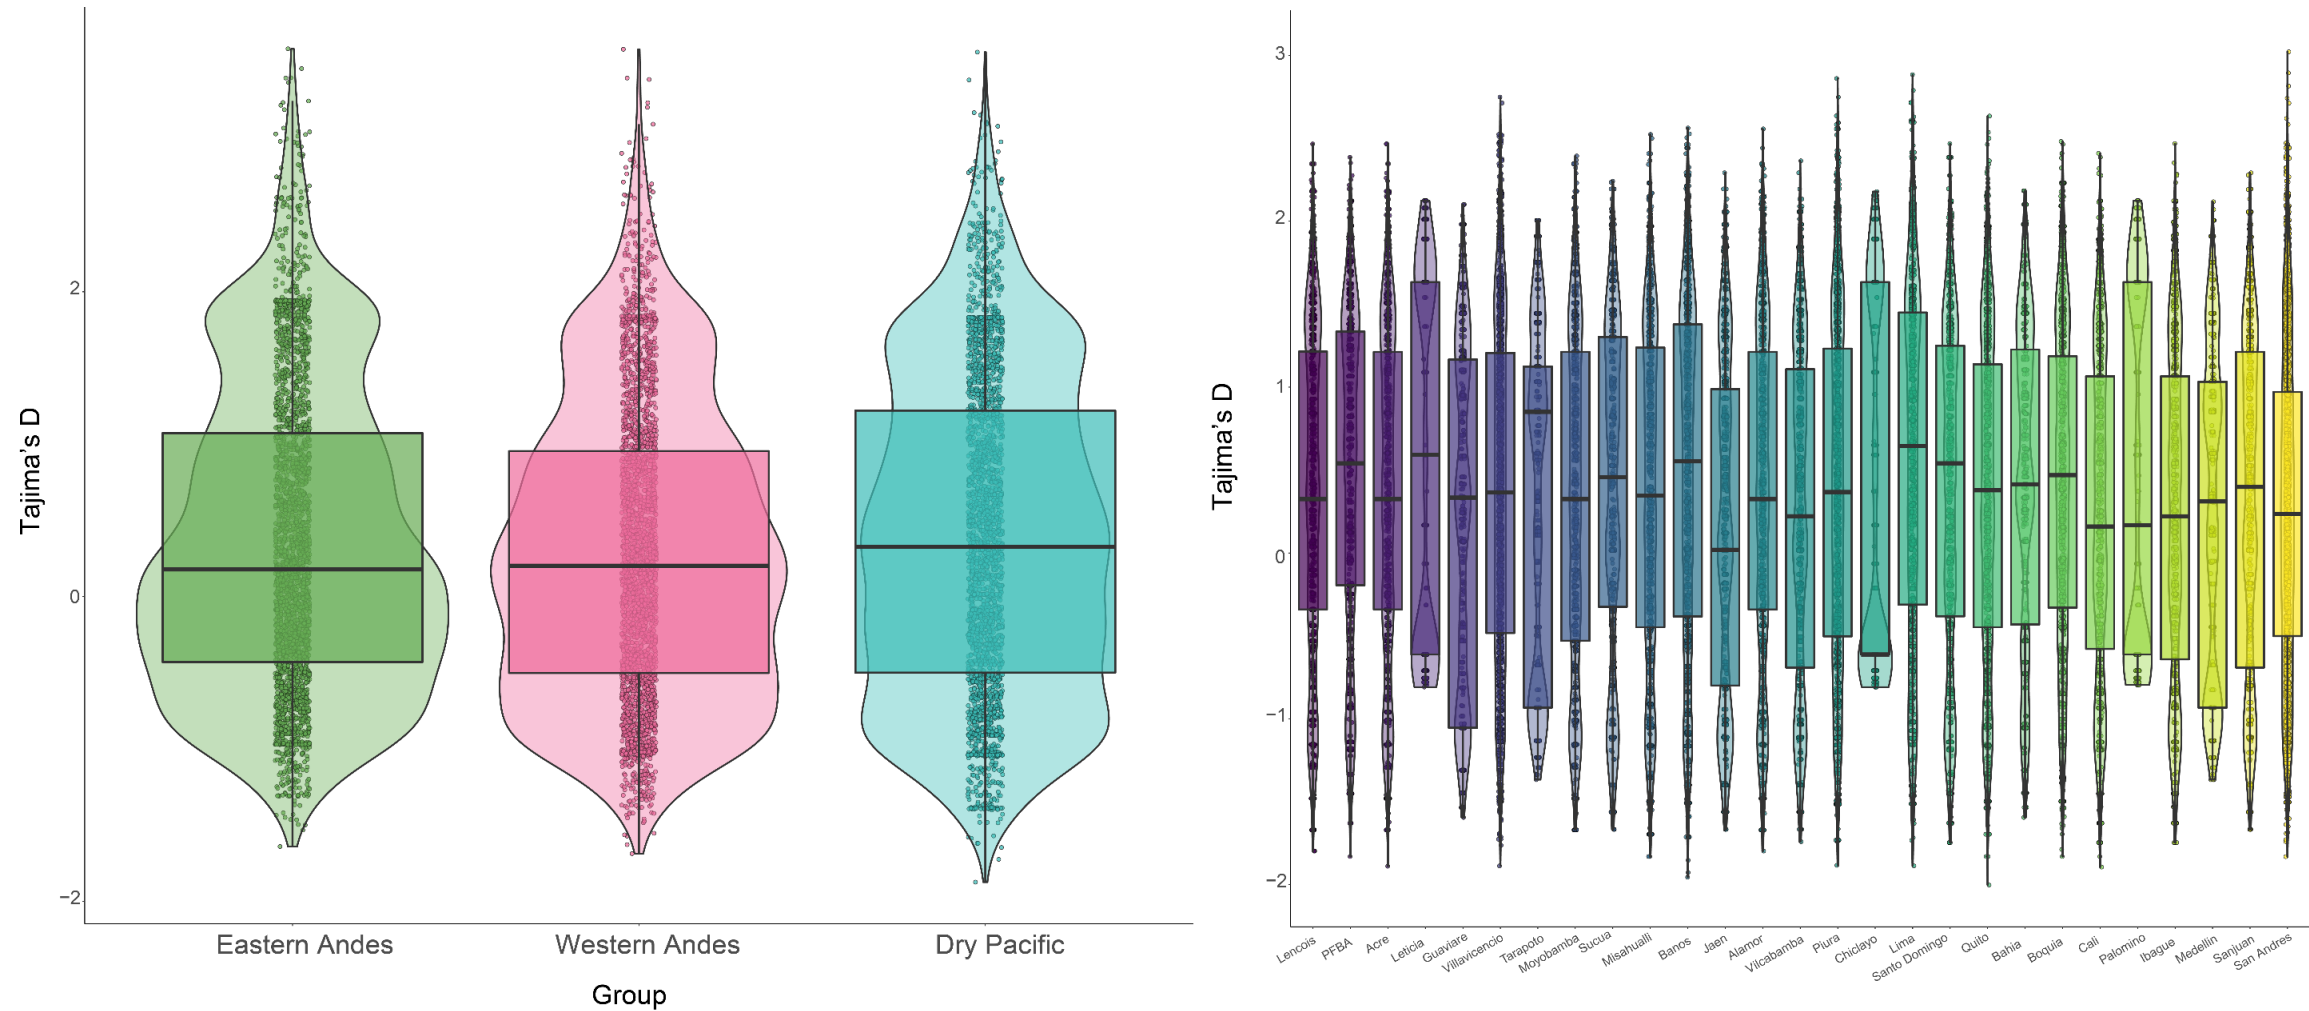 Tajima's D
2
0
−2
Eastern Andes
Western Andes
Dry Pacific
Group
Tajima's D
3
2
1
0
−1
−2
Lencois
PFBA
Acre
Leticia
Guaviare
Villavicencio
Tarapoto
Moyobamba
Sucua
Misahualli
Banos
Jaen
Alamor
Vilcabamba
Piura
Chiclayo
Lima
Santo Domingo
Quito
Bahia
Boquia
Cali
Palomino
Ibague
Medellin
Sanjuan
San Andres